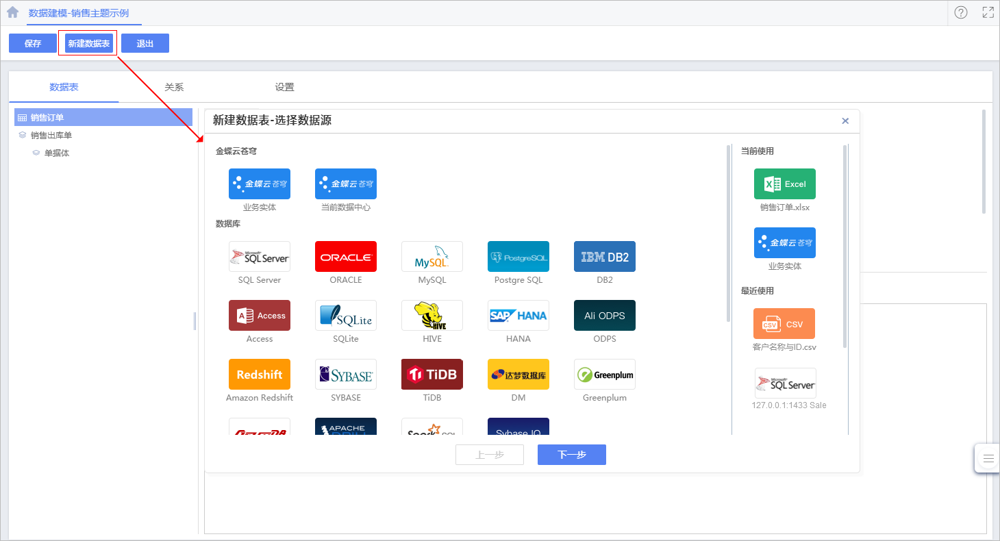 数据建模-销售主题示例
保存
新建数据表
退出
数据表
关系
设置
销售订单
销售出库单
单据体
新建数据表-选择数据源
金蝶云苍穹
金蝶云苍穹
金蝶云苍穹
业务实体
当前数据中心
数据库
Microsoft SQL Server
ORACLE
MySQL
PostgreSQL
IBM DB2
SQL Server
ORACLE
MySQL
Postgre SQL
DB2
Access
SQLite
HIVE
SAP HANA
Ali ODPS
Access
SQLite
HIVE
HANA
ODPS
Redshift
SYBASE
TiDB
达梦数据库
Greenplum
Amazon Redshift
SYBASE
TiDB
DM
Greenplum
APACHE DRILL
Spark SQL
Sybase IQ
上一步
下一步
当前使用
Excel
销售订单.xlsx
金蝶云苍穹
业务实体
最近使用
CSV CSV
客户名称与ID.csv
Microsoft SQL Server
127.0.0.1:1433 Sale